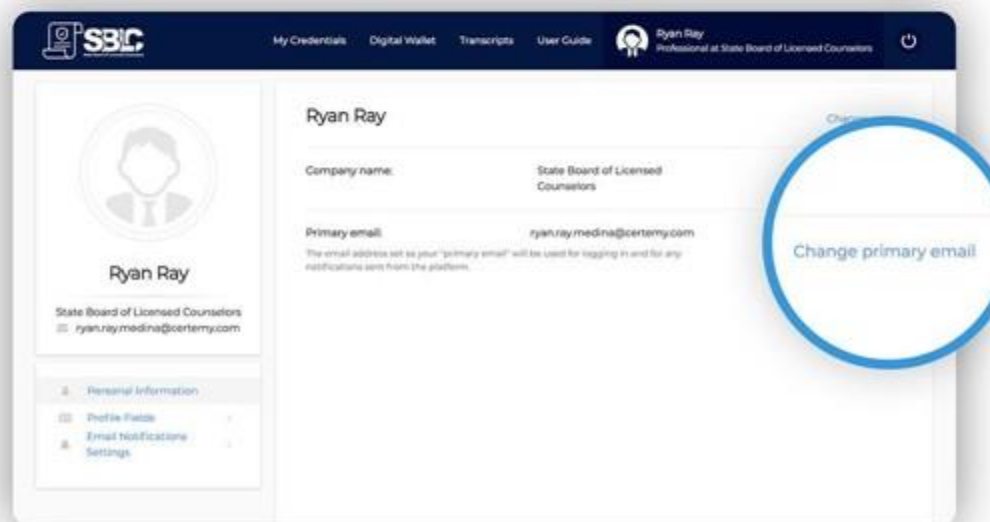 SBLC
My Credentials Digital Wallet Transcripts User Guide
Ryan Ray
Professional at State Board of Licensed Counselors
Ryan Ray
State Board of Licensed Counselors
ryan.ray.medina@certemy.com
Personal Information
Profile Fields
Email Notifications
Settings
Ryan Ray
Company name:
State Board of Licensed
Counselors
Primary email:
ryan.ray.medina@certemy.com
The email address set as your "primary email" will be used for logging in and for any
notifications sent from the platform.
Change primary email